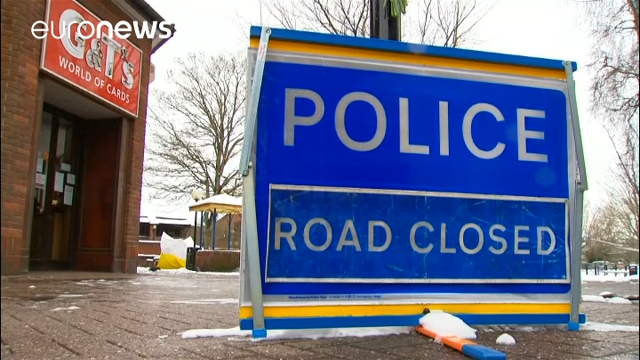 euronews.
G&T's
WORLD OF CARDS
POLICE
ROAD CLOSED